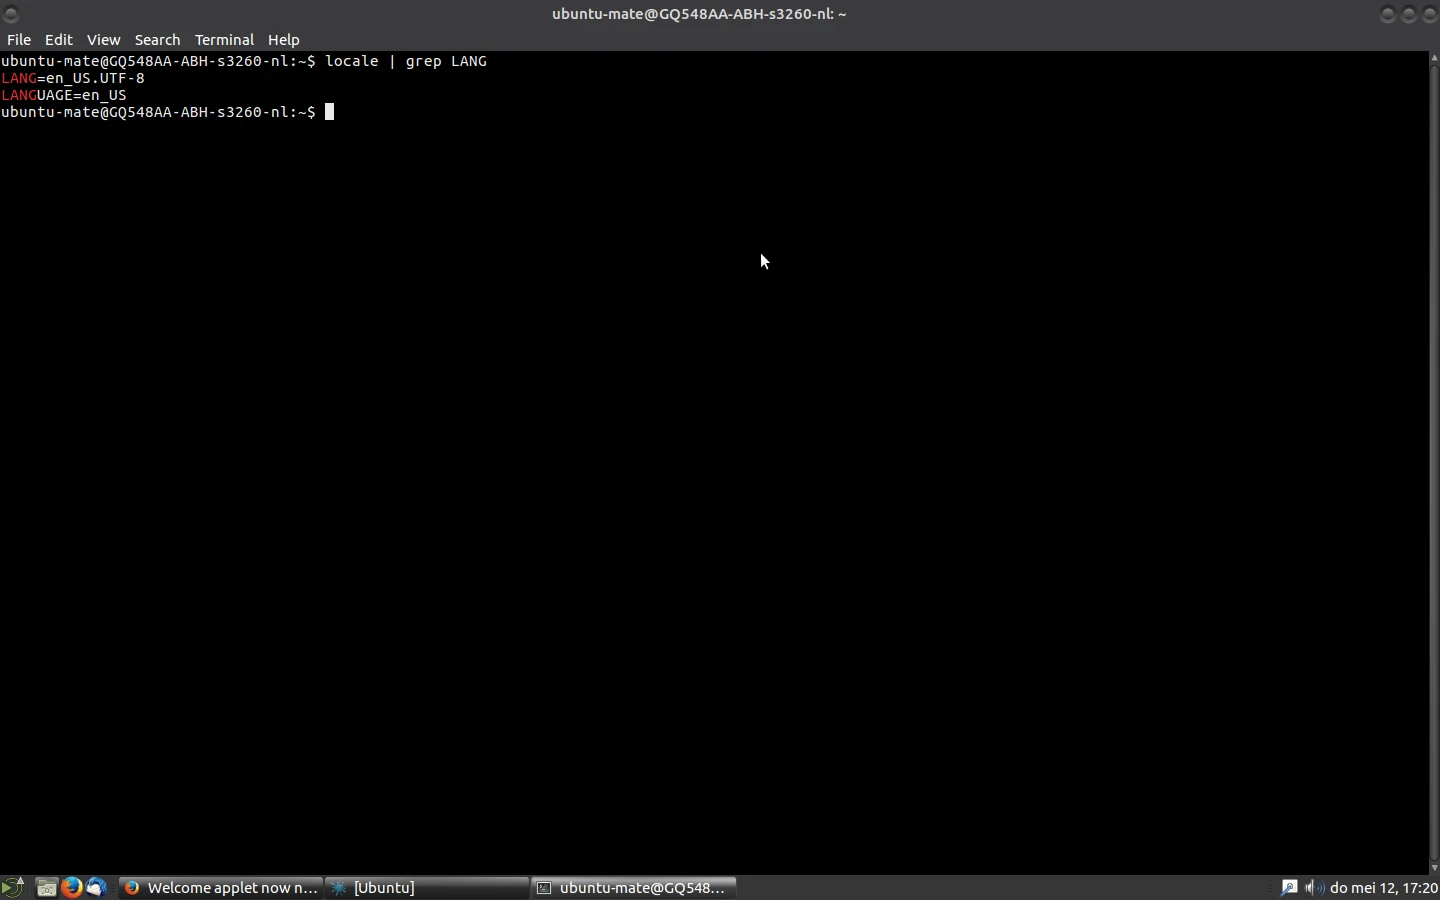 ubuntu-mate@GQ548AA-ABH-s3260-nl: ~
File Edit View Search Terminal Help
ubuntu-mate@GQ548AA-ABH-s3260-nl:~$ locale | grep LANG
LANG=en_US.UTF-8
LANGUAGE=en_US
ubuntu-mate@GQ548AA-ABH-s3260-nl:~$
Welcome applet now n... [Ubuntu] ubuntu-mate@GQ548... do mei 12, 17:20